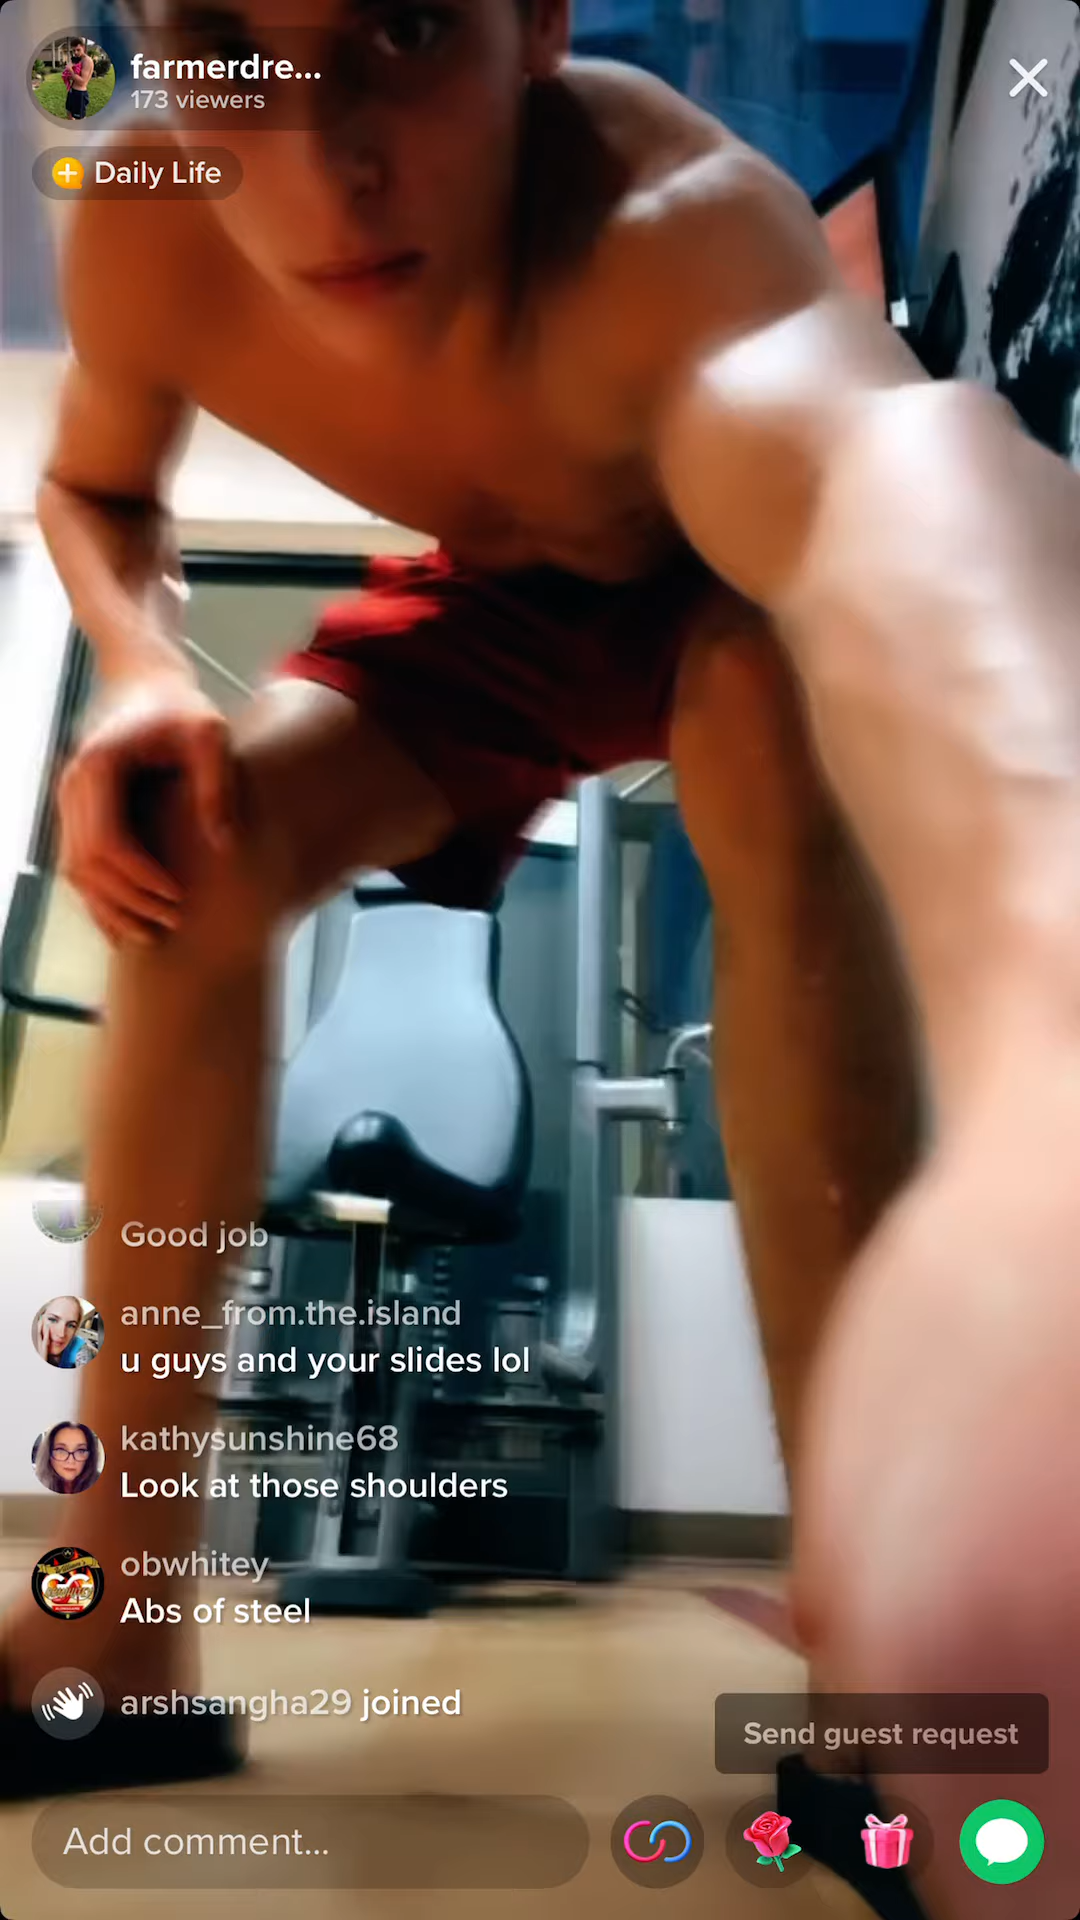 farmerdre...
173 viewers
Daily Life
Good job
anne_from.the.island
u guys and your slides lol
kathysunshine68
Look at those shoulders
obwhitey
Abs of steel
arshsangha29 joined
Send guest request
Add comment...